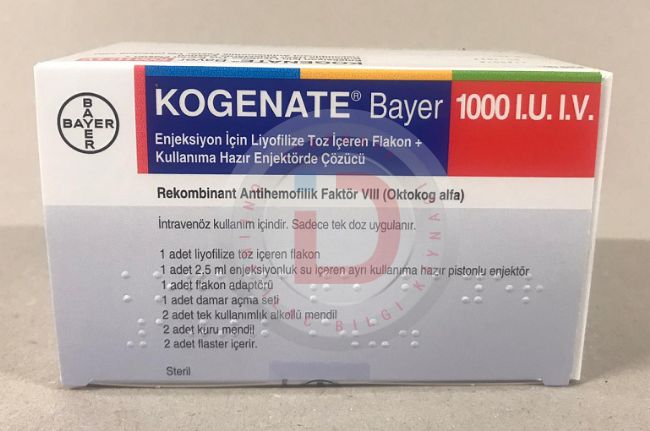 KOGENATE® Bayer
BAYER
BAYER
KOGENATE® Bayer 1000 I.U. I.V.
Enjeksiyon İçin Liyofilize Toz İçeren Flakon +
Kullanıma Hazır Enjektörde Çözücü
Rekombinant Antihemofilik Faktör VIII (Oktokog alfa)
İntravenöz kullanım içindir. Sadece tek doz uygulanır.
1 adet liyofilize toz içeren flakon
1 adet 2,5 ml enjeksiyonluk su içeren ayrı kullanıma hazır pistonlu enjektör
1 adet flakon adaptörü
1 adet damar açma seti
2 adet tek kullanımlık alkollü mendil
2 adet kuru mendil
2 adet flaster içerir.
Steril